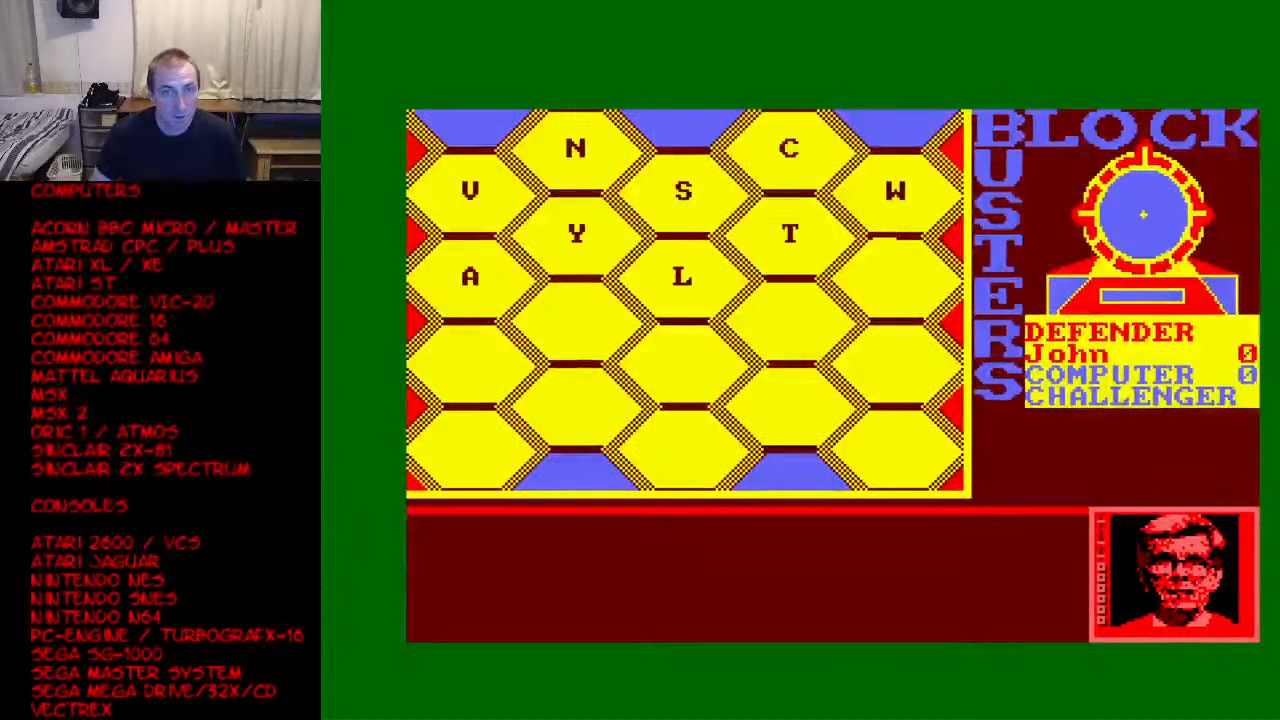 COMPUTERS
ACORN BBC MICRO / MASTER
AMSTRAD CPC / PLUS
ATARI XL / XE
ATARI ST
COMMODORE VIC-20
COMMODORE 16
COMMODORE 64
COMMODORE AMIGA
MATTEL AQUARIUS
MSX
MSX 2
ORIC 1 / ATMOS
SINCLAIR ZX-81
SINCLAIR ZX SPECTRUM
CONSOLES
ATARI 2600 / VCS
ATARI JAGUAR
NINTENDO NES
NINTENDO SNES
NINTENDO N64
PC-ENGINE / TURBOGRAFX-16
SEGA SG-1000
SEGA MASTER SYSTEM
SEGA MEGA DRIVE/32X/CD
VECTREX
N C
V S W
Y T
A L
BLOCK
BUSTERS
DEFENDER
John 0
COMPUTER 0
CHALLENGER